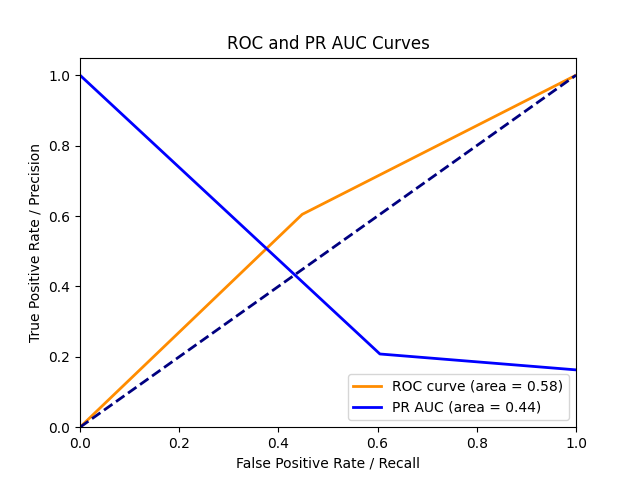 ROC and PR AUC Curves
True Positive Rate / Precision
1.0
0.8
0.6
0.4
0.2
0.0
ROC curve (area = 0.58)
PR AUC (area = 0.44)
0.0 0.2 0.4 0.6 0.8 1.0
False Positive Rate / Recall